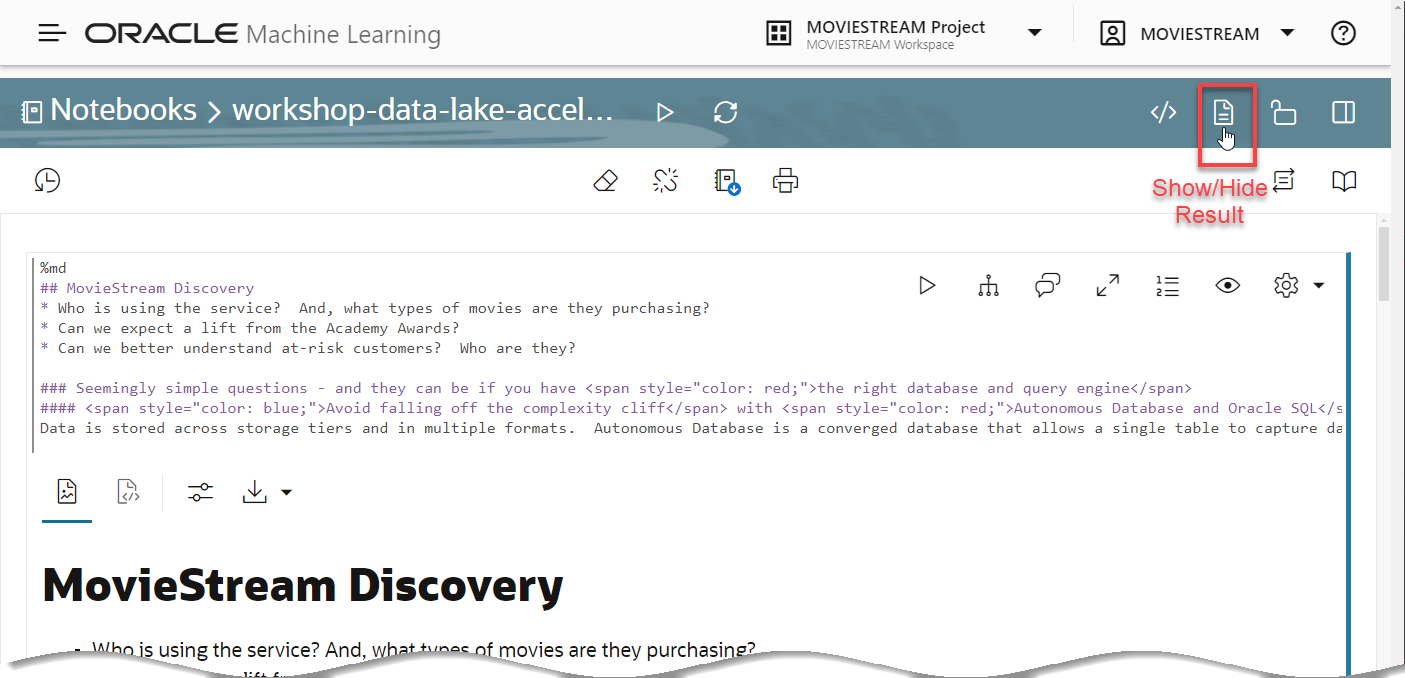 ORACLE Machine Learning
MOVIESTREAM Project
MOVIESTREAM Workspace
MOVIESTREAM
Notebooks > workshop-data-lake-accel...
Show/Hide
Result
%md
## MovieStream Discovery
* Who is using the service?  And, what types of movies are they purchasing?
* Can we expect a lift from the Academy Awards?
* Can we better understand at-risk customers?  Who are they?
### Seemingly simple questions - and they can be if you have <span style="color: red;">the right database and query engine</span>
#### <span style="color: blue;">Avoid falling off the complexity cliff</span> with <span style="color: red;">Autonomous Database and Oracle SQL</s
Data is stored across storage tiers and in multiple formats.  Autonomous Database is a converged database that allows a single table to capture da
MovieStream Discovery
- Who is using the service? And, what types of movies are they purchasing?